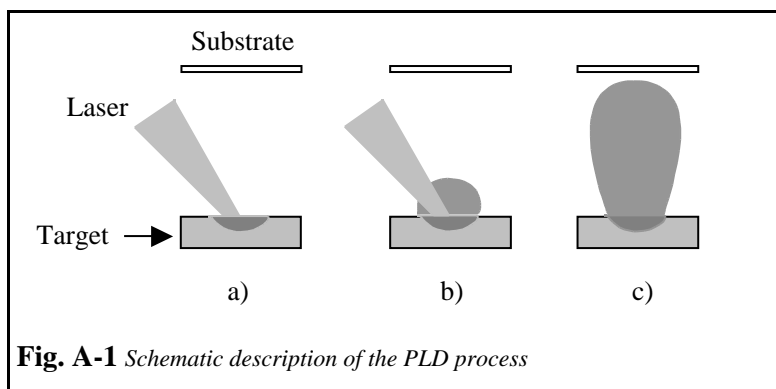 Substrate
Laser
Target
a) b) c)
Fig. A-1 Schematic description of the PLD process